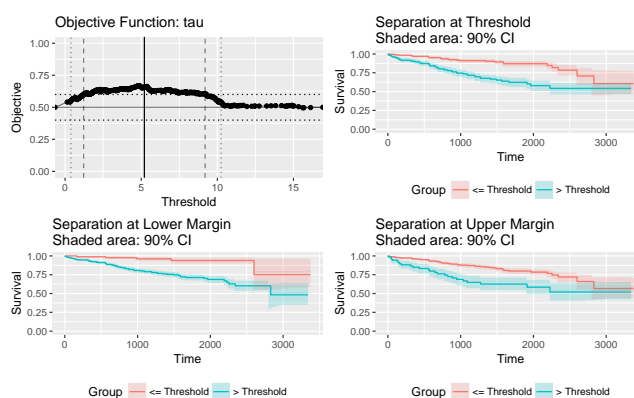 Objective Function: tau
1.00
0.75
0.50
0.25
0.00
Objective
0 5 10 15
Threshold
Separation at Threshold
Shaded area: 90% CI
1.00
0.75
0.50
0.25
0.00
Survival
0 1000 2000 3000
Time
Group <= Threshold > Threshold
Separation at Lower Margin
Shaded area: 90% CI
1.00
0.75
0.50
0.25
0.00
Survival
0 1000 2000 3000
Time
Group <= Threshold > Threshold
Separation at Upper Margin
Shaded area: 90% CI
1.00
0.75
0.50
0.25
0.00
Survival
0 1000 2000 3000
Time
Group <= Threshold > Threshold